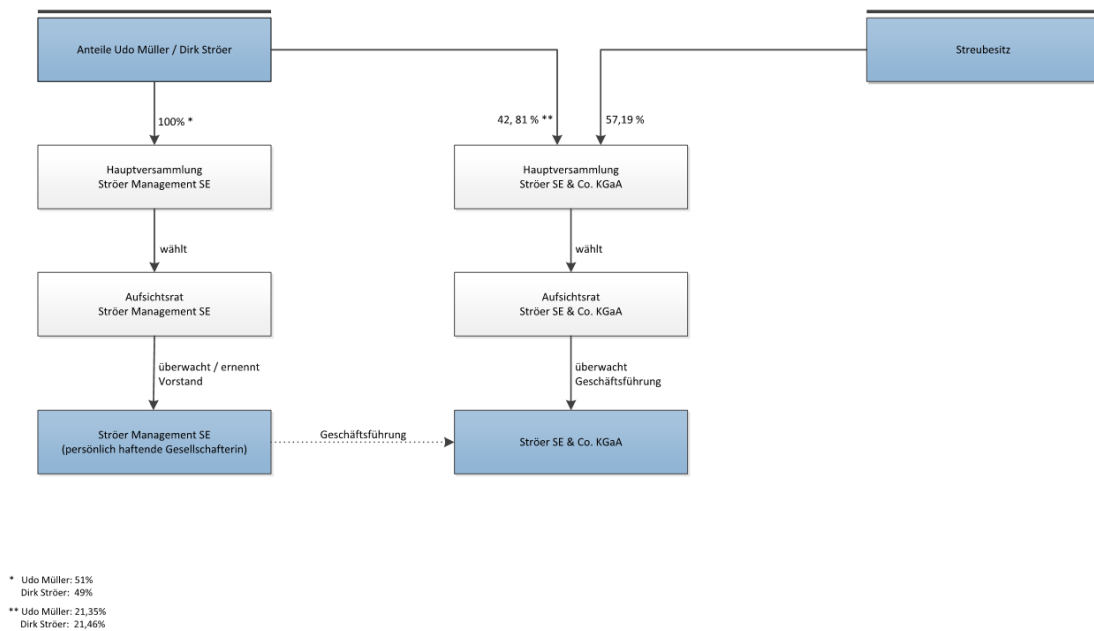 Anteile Udo Müller / Dirk Ströer
Streubesitz
100% *
42, 81 % **
57,19 %
Hauptversammlung
Ströer Management SE
Hauptversammlung
Ströer SE & Co. KGaA
wählt
wählt
Aufsichtsrat
Ströer Management SE
Aufsichtsrat
Ströer SE & Co. KGaA
überwacht / ernennt
Vorstand
überwacht
Geschäftsführung
Ströer Management SE
(persönlich haftende Gesellschafterin)
Geschäftsführung
Ströer SE & Co. KGaA
* Udo Müller: 51%
Dirk Ströer: 49%
** Udo Müller: 21,35%
Dirk Ströer: 21,46%